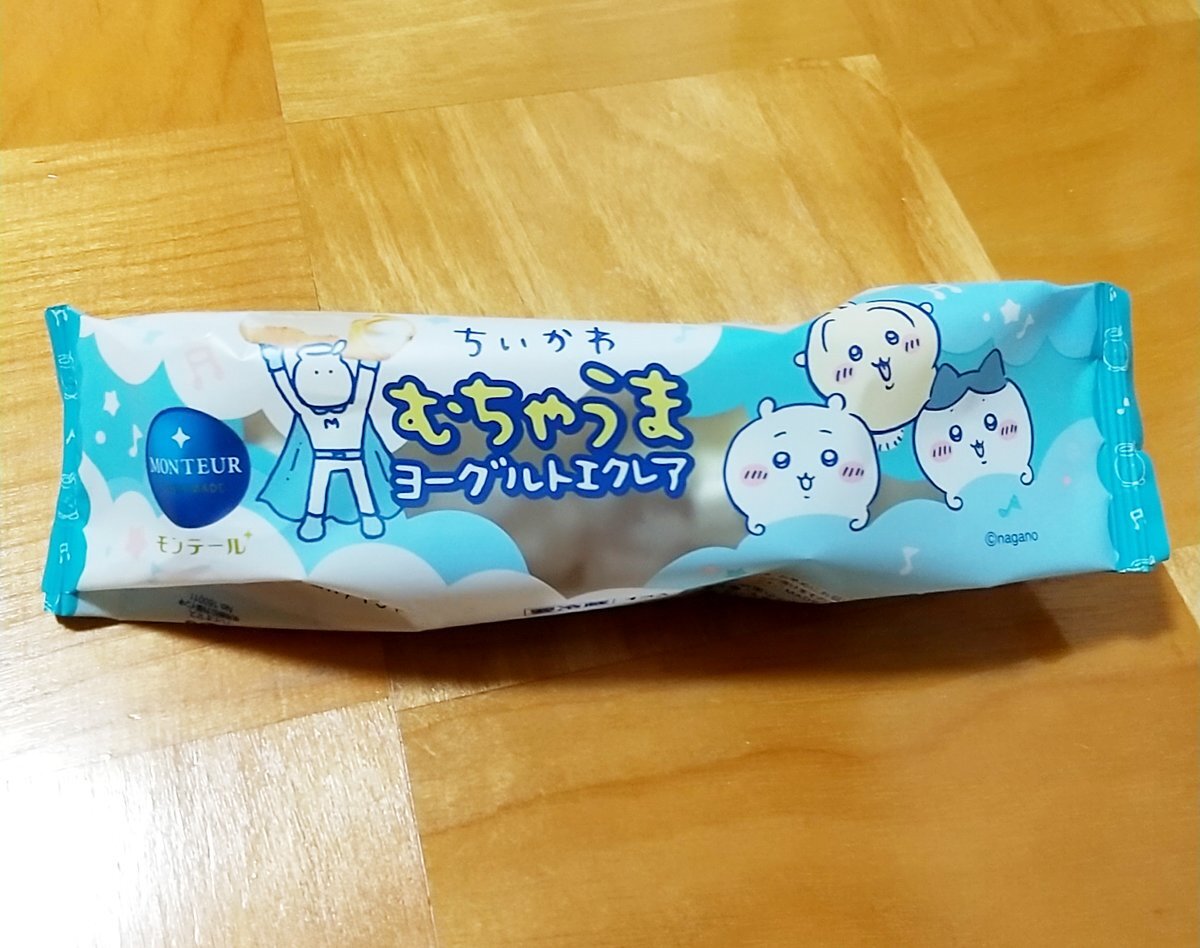 ちいかわ
むちゃうま
ヨーグルトエクレア
M
MONTEUR
モンテール
©nagano